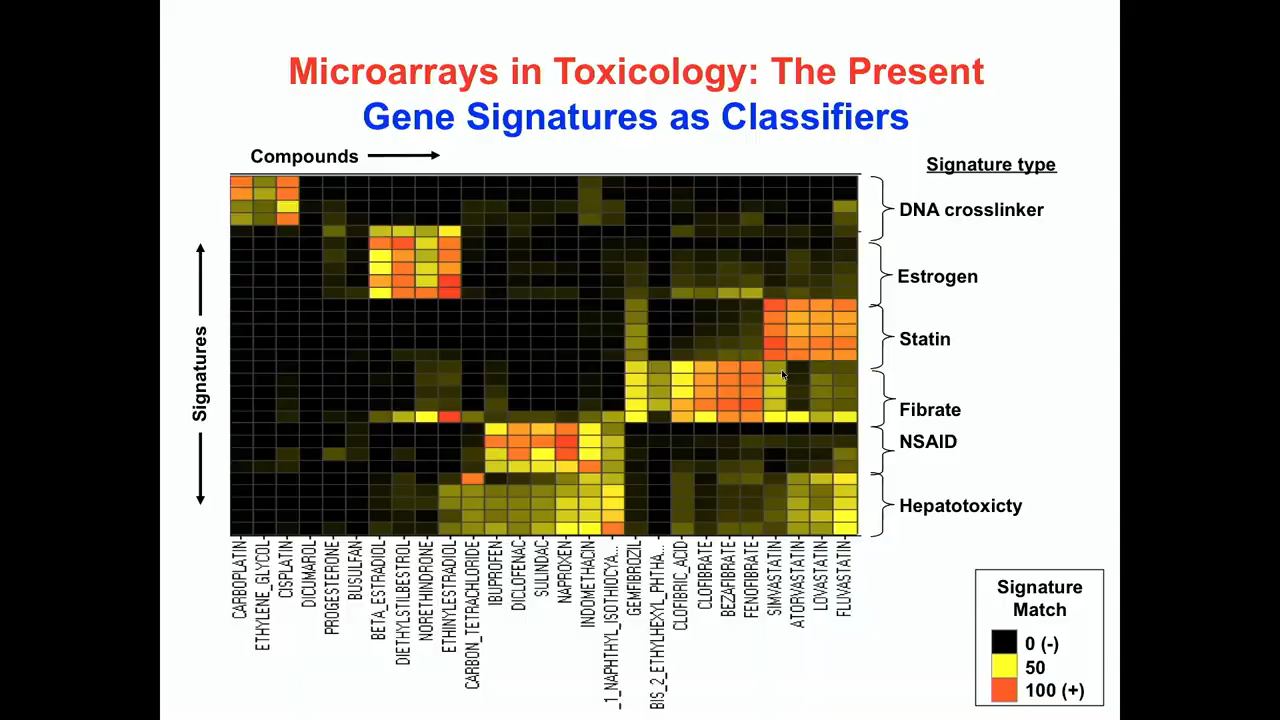 Microarrays in Toxicology: The Present
Gene Signatures as Classifiers
Compounds
Signature type
DNA crosslinker
Estrogen
Statin
Fibrate
NSAID
Hepatotoxicty
Signatures
CARBOPLATIN
ETHYLENE_GLYCOL
CISPLATIN
DICUMAROL
PROGESTERONE
BUSULFAN
BETA_ESTRADIOL
DIETHYLSTILBESTROL
NORETHINDRONE
ETHINYLESTRADIOL
CARBON_TETRACHLORIDE
IBUPROFEN
DICLOFENAC
SULINDAC
NAPROXEN
INDOMETHACIN
_1_NAPHTHYL_ISOTHIOCYA...
GEMFIBROZIL
BIS_2_ETHYLHEXYL_PHTHA...
CLOFIBRIC_ACID
CLOFIBRATE
BEZAFIBRATE
FENOFIBRATE
SIMVASTATIN
ATORVASTATIN
LOVASTATIN
FLUVASTATIN
Signature
Match
0 (-)
50
100 (+)